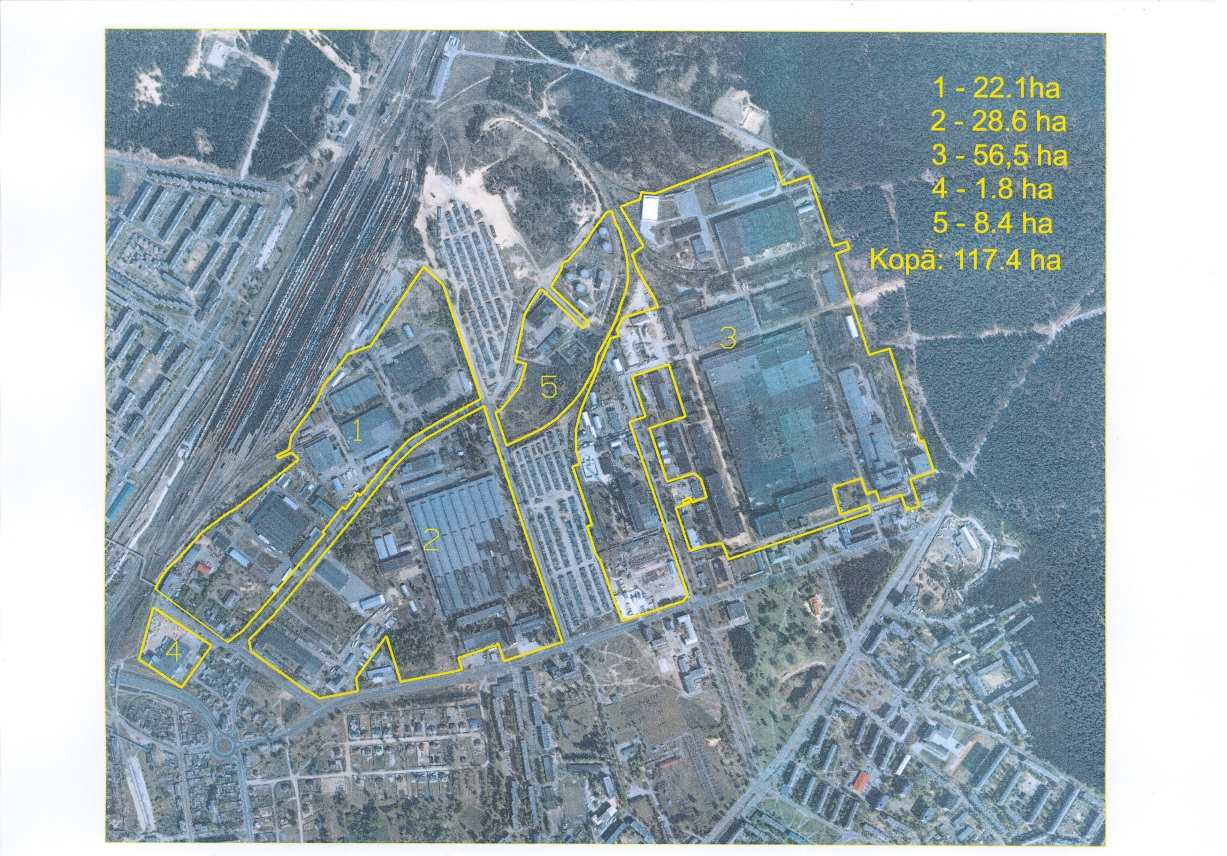 1 - 22.1ha
2 - 28.6 ha
3 - 56,5 ha
4 - 1.8 ha
5 - 8.4 ha
Kopā: 117.4 ha
3
5
1
2
4